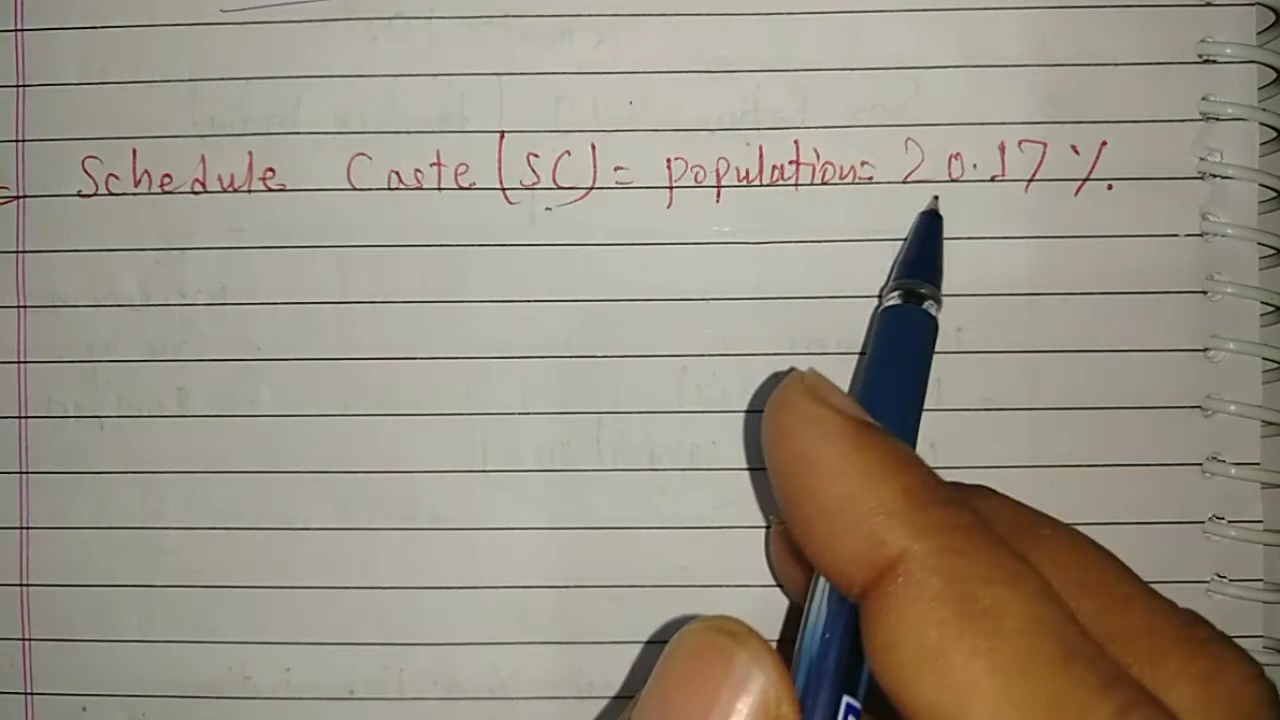 Schedule Caste (SC) = population = 20.17 %.